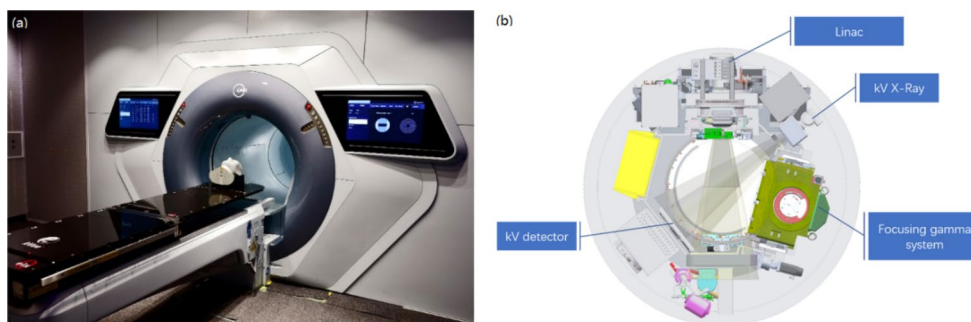 (a)
(b)
Linac
kV X-Ray
kV detector
Focusing gamma
system